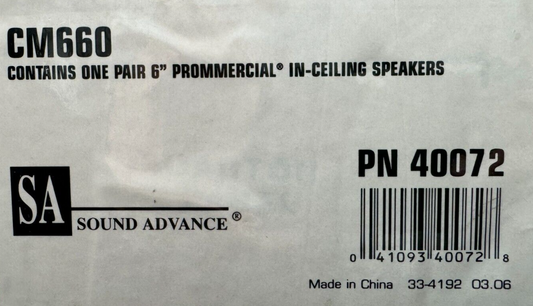 CM660
CONTAINS ONE PAIR 6" PROMMERCIAL® IN-CEILING SPEAKERS
PN 40072
SA SOUND ADVANCE®
0 41093 40072 8
Made in China 33-4192 03.06